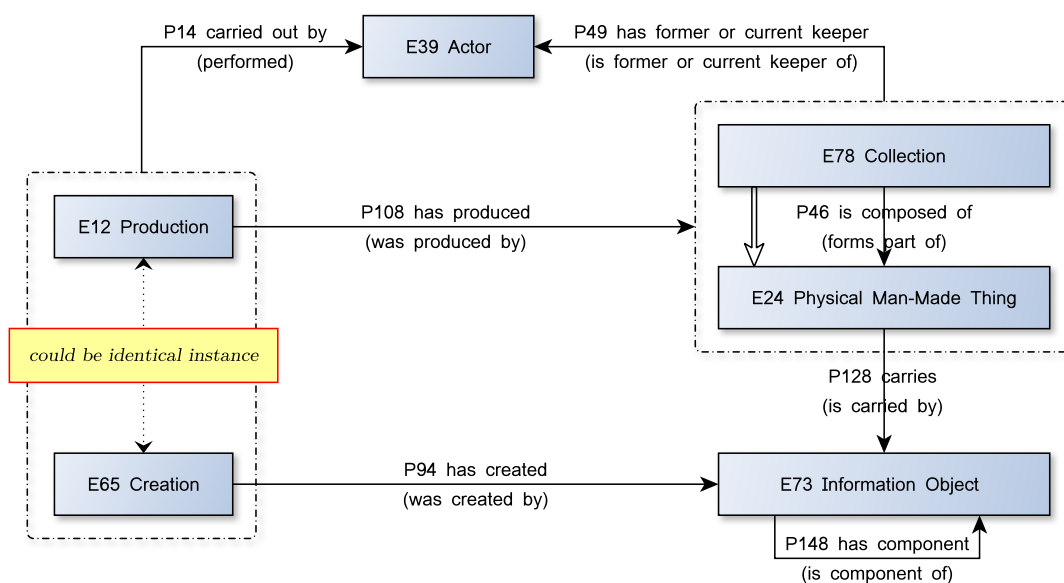 P14 carried out by
(performed)
E39 Actor
P49 has former or current keeper
(is former or current keeper of)
E78 Collection
E12 Production
P108 has produced
(was produced by)
P46 is composed of
(forms part of)
E24 Physical Man-Made Thing
could be identical instance
P128 carries
(is carried by)
E65 Creation
P94 has created
(was created by)
E73 Information Object
P148 has component
(is component of)